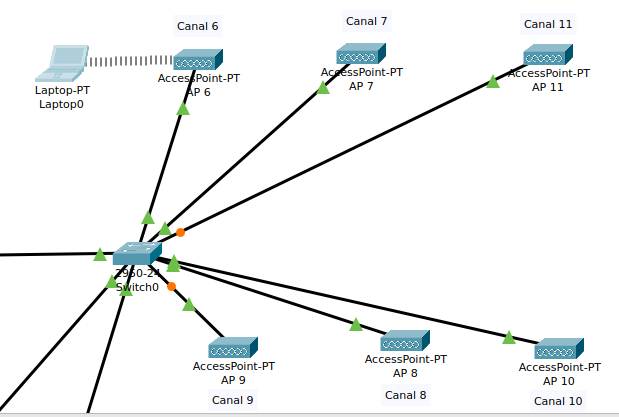 Canal 6
Canal 7
Canal 11
Laptop-PT
Laptop0
AccessPoint-PT
AP 6
AccessPoint-PT
AP 7
AccessPoint-PT
AP 11
2950-24
Switch0
AccessPoint-PT
AP 9
Canal 9
AccessPoint-PT
AP 8
Canal 8
AccessPoint-PT
AP 10
Canal 10